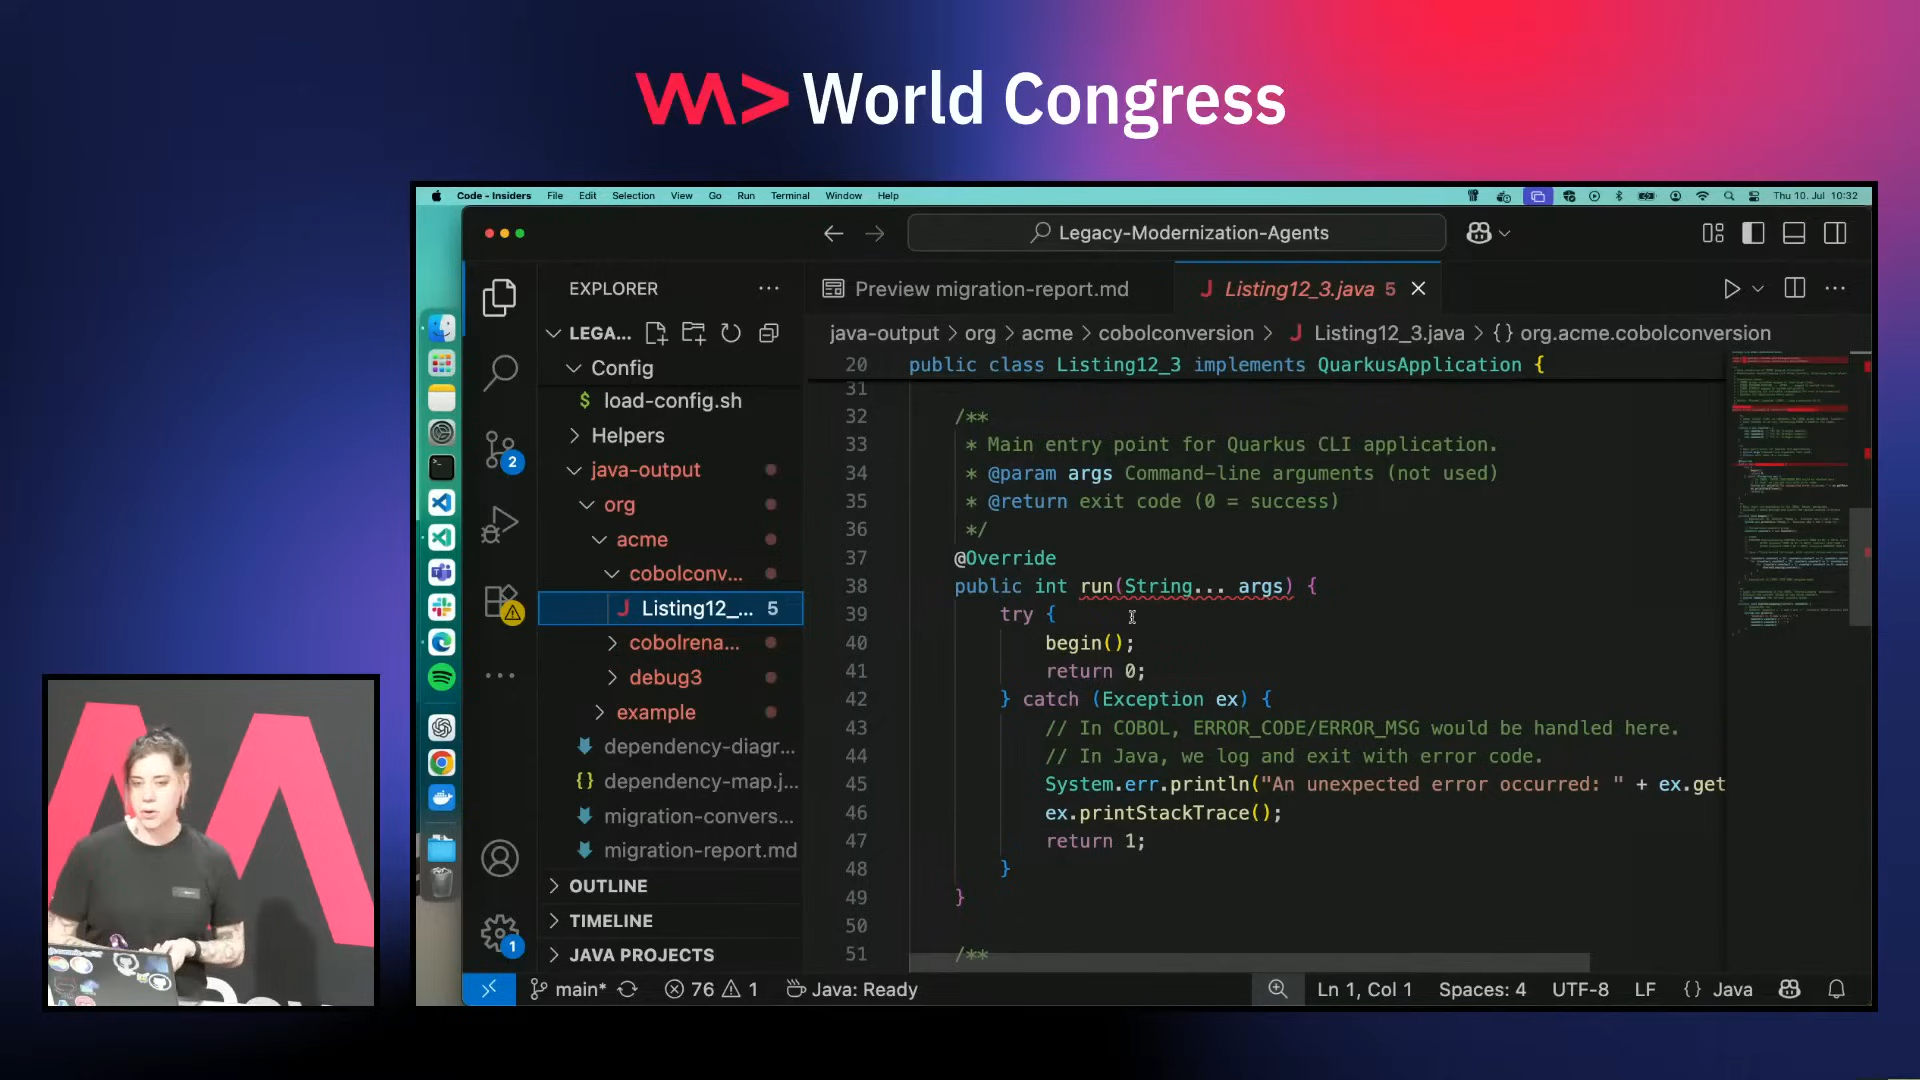 World Congress
Code - Insiders File Edit Selection View Go Run Terminal Window Help
Thu 10. Jul 10:32
Legacy-Modernization-Agents
EXPLORER
Preview migration-report.md
Listing12_3.java 5
LEGA...
java-output > org > acme > cobolconversion > J Listing12_3.java > {} org.acme.cobolconversion
Config
$ load-config.sh
Helpers
java-output
org
acme
cobolconv...
J Listing12_... 5
cobolrena...
debug3
example
dependency-diagr...
{} dependency-map.j...
migration-convers...
migration-report.md
OUTLINE
TIMELINE
JAVA PROJECTS
2
1
20 public class Listing12_3 implements QuarkusApplication {
31
32 /**
33 * Main entry point for Quarkus CLI application.
34 * @param args Command-line arguments (not used)
35 * @return exit code (0 = success)
36 */
37 @Override
38 public int run(String... args) {
39 try {
40 begin();
41 return 0;
42 } catch (Exception ex) {
43 // In COBOL, ERROR_CODE/ERROR_MSG would be handled here.
44 // In Java, we log and exit with error code.
45 System.err.println("An unexpected error occurred: " + ex.get
46 ex.printStackTrace();
47 return 1;
48 }
49 }
50
51 /**
main* 76 1 Java: Ready
Ln 1, Col 1 Spaces: 4 UTF-8 LF {} Java